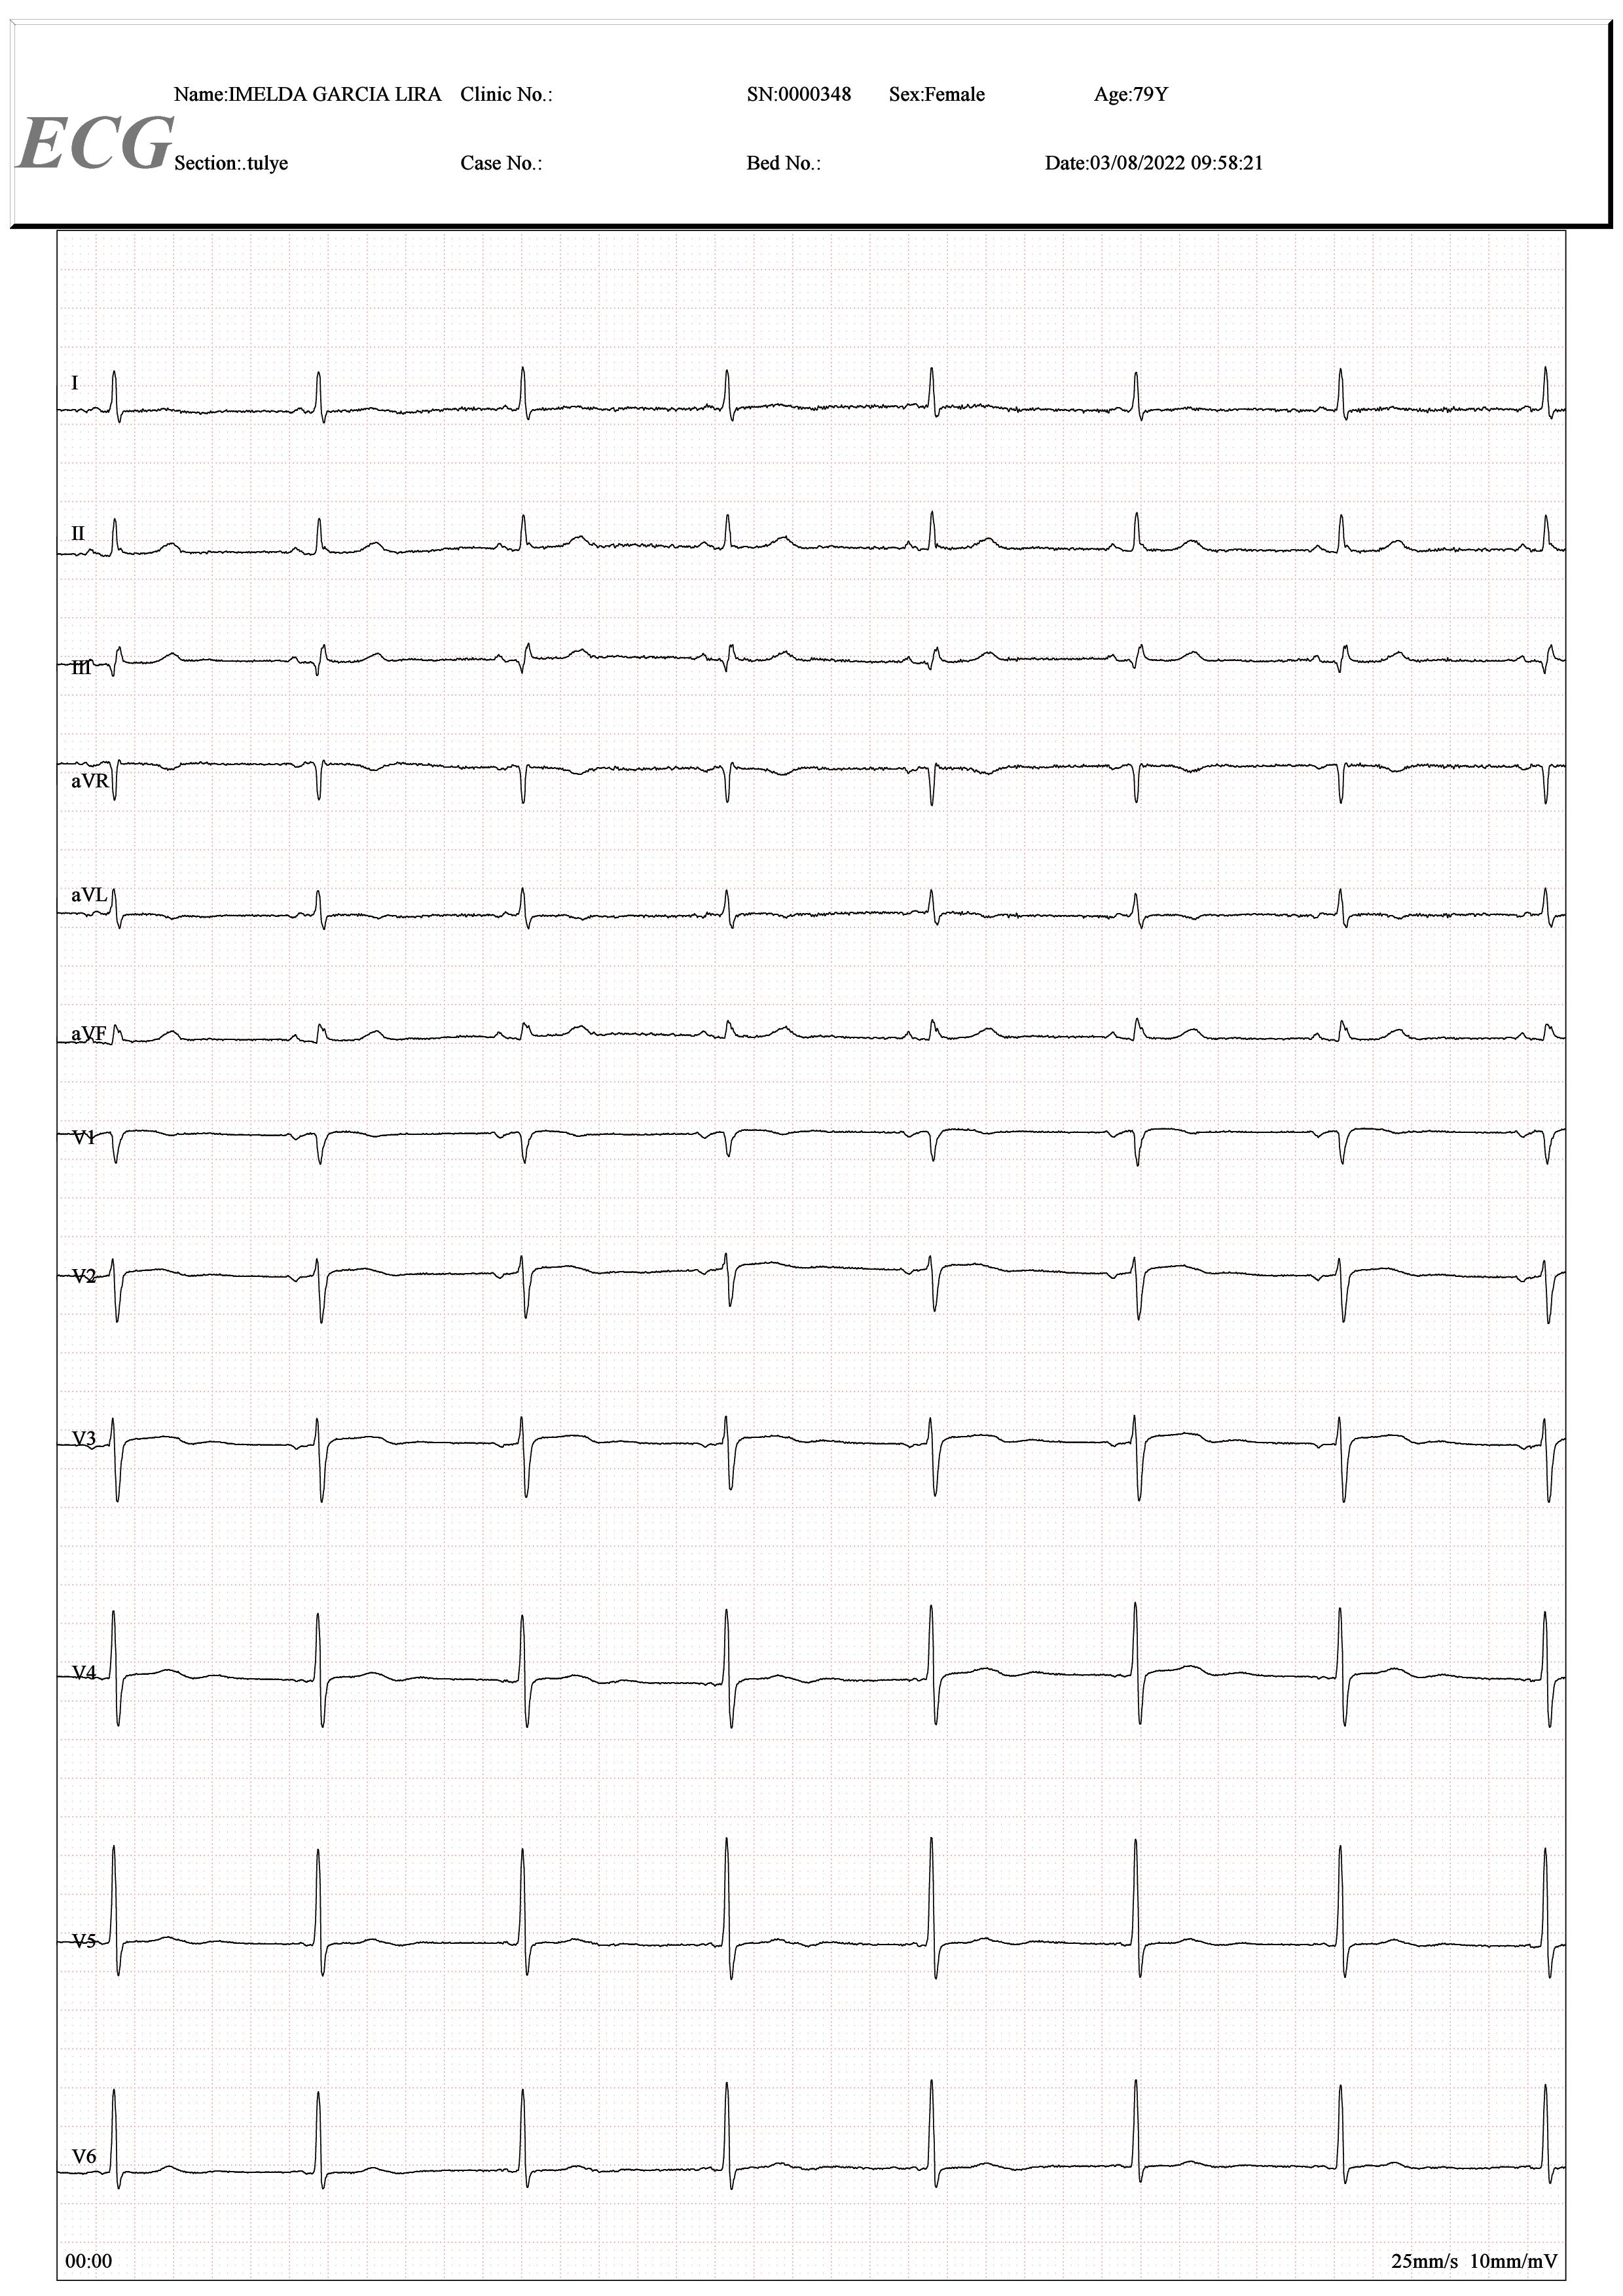 Name:IMELDA GARCIA LIRA Clinic No.: SN:0000348 Sex:Female Age:79Y
ECG
Section:.tulye Case No.: Bed No.: Date:03/08/2022 09:58:21
I
II
III
aVR
aVL
aVF
V1
V2
V3
V4
V5
V6
00:00 25mm/s 10mm/mV